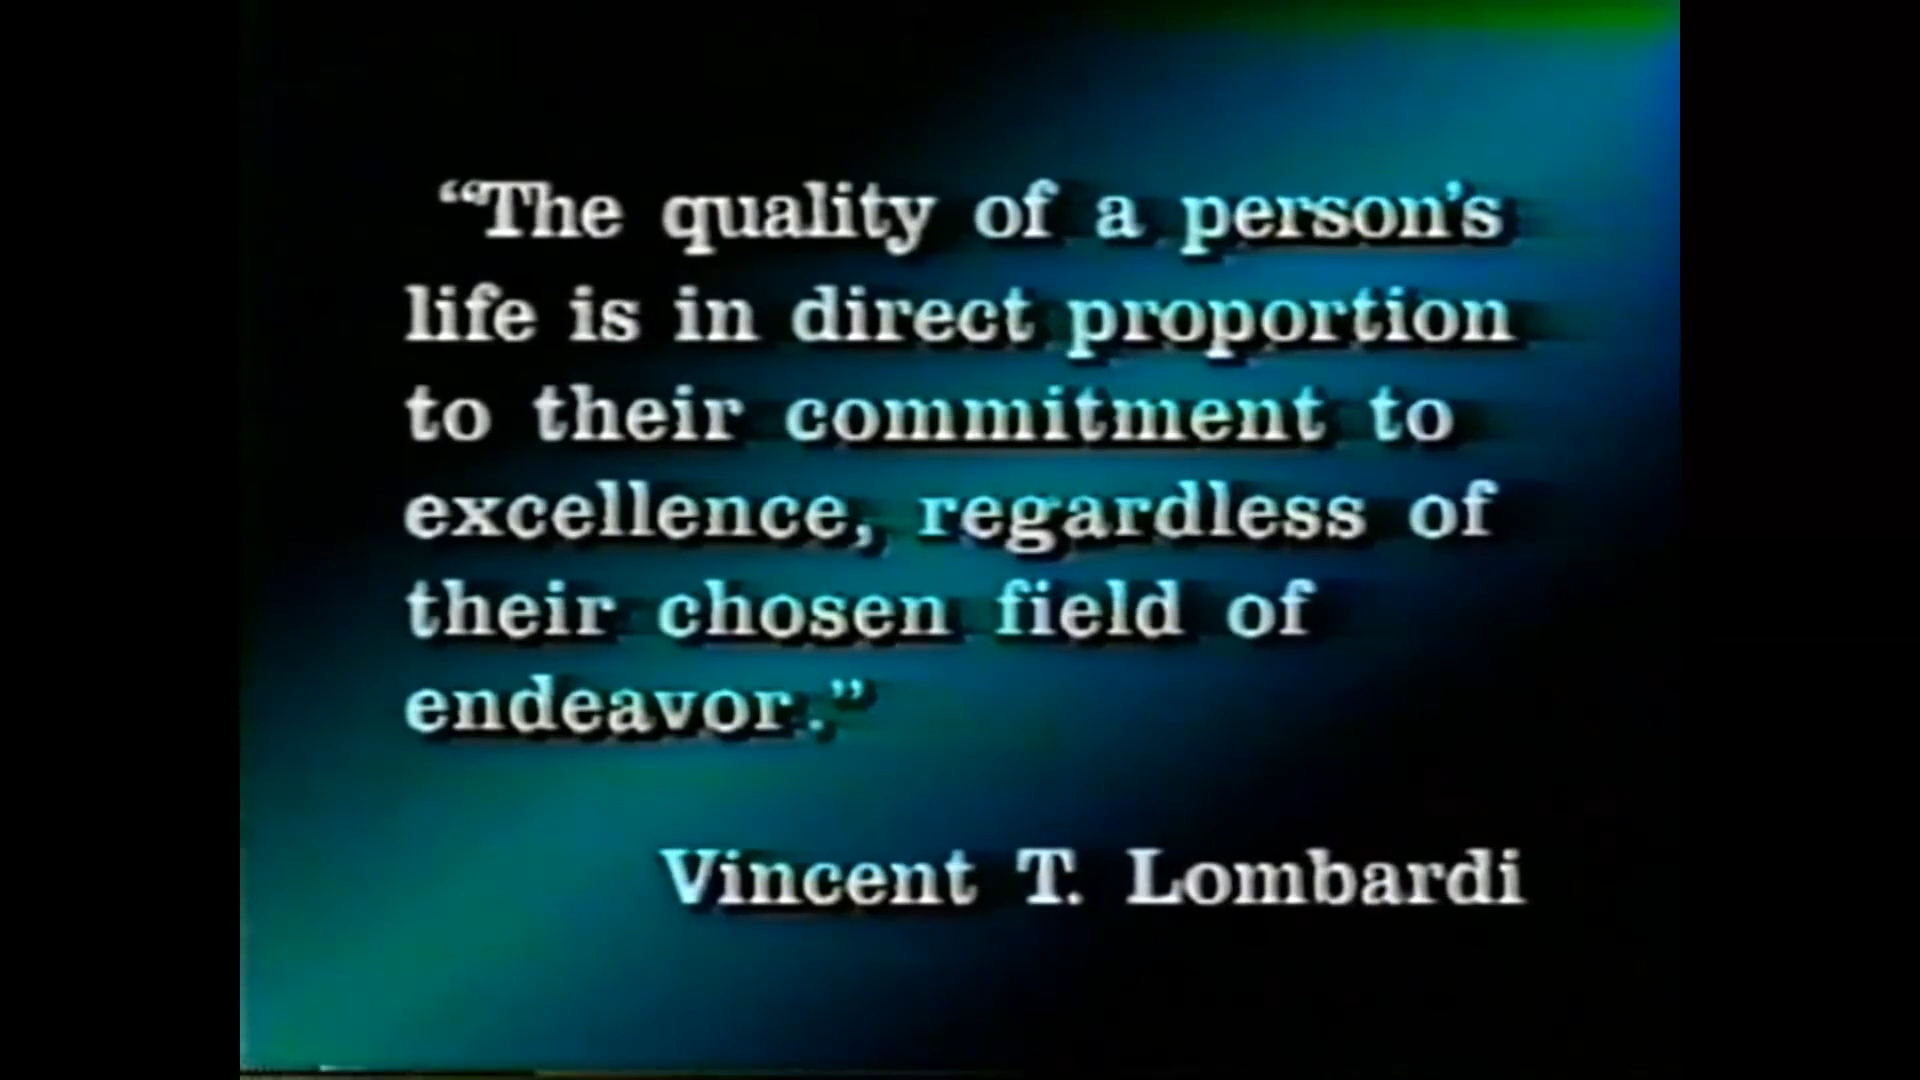 “The quality of a person’s
life is in direct proportion
to their commitment to
excellence, regardless of
their chosen field of
endeavor.”
Vincent T. Lombardi